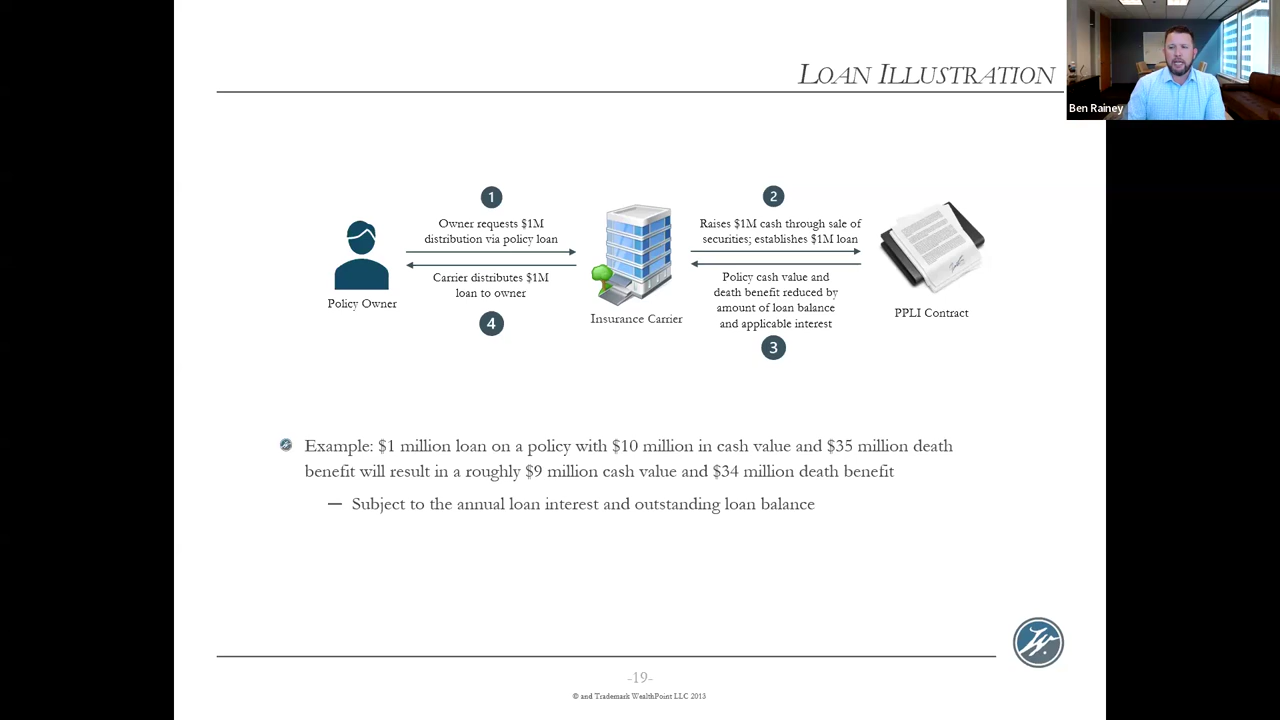 LOAN ILLUSTRATION
Ben Rainey
1
2
Owner requests $1M
distribution via policy loan
Raises $1M cash through sale of
securities; establishes $1M loan
Carrier distributes $1M
loan to owner
Policy cash value and
death benefit reduced by
amount of loan balance
and applicable interest
Policy Owner
Insurance Carrier
PPLI Contract
4
3
Example: $1 million loan on a policy with $10 million in cash value and $35 million death
benefit will result in a roughly $9 million cash value and $34 million death benefit
— Subject to the annual loan interest and outstanding loan balance
-19-
© and Trademark WealthPoint LLC 2013